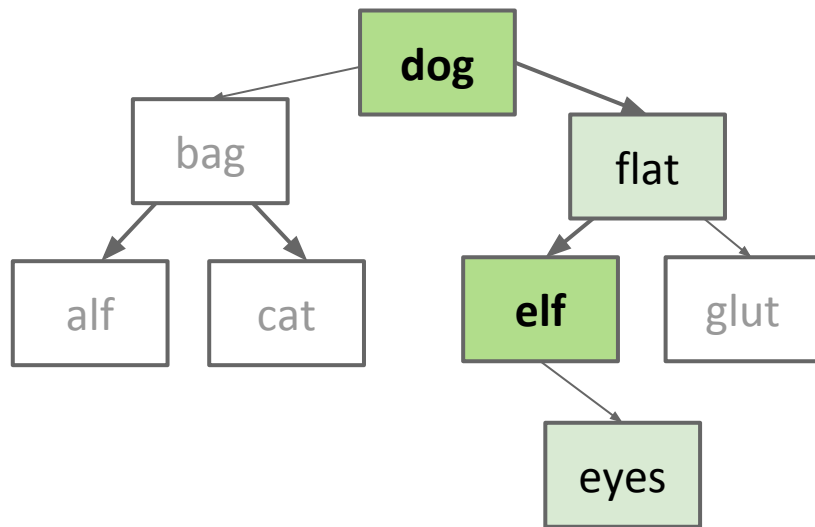 dog
bag
flat
alf
cat
elf
glut
eyes